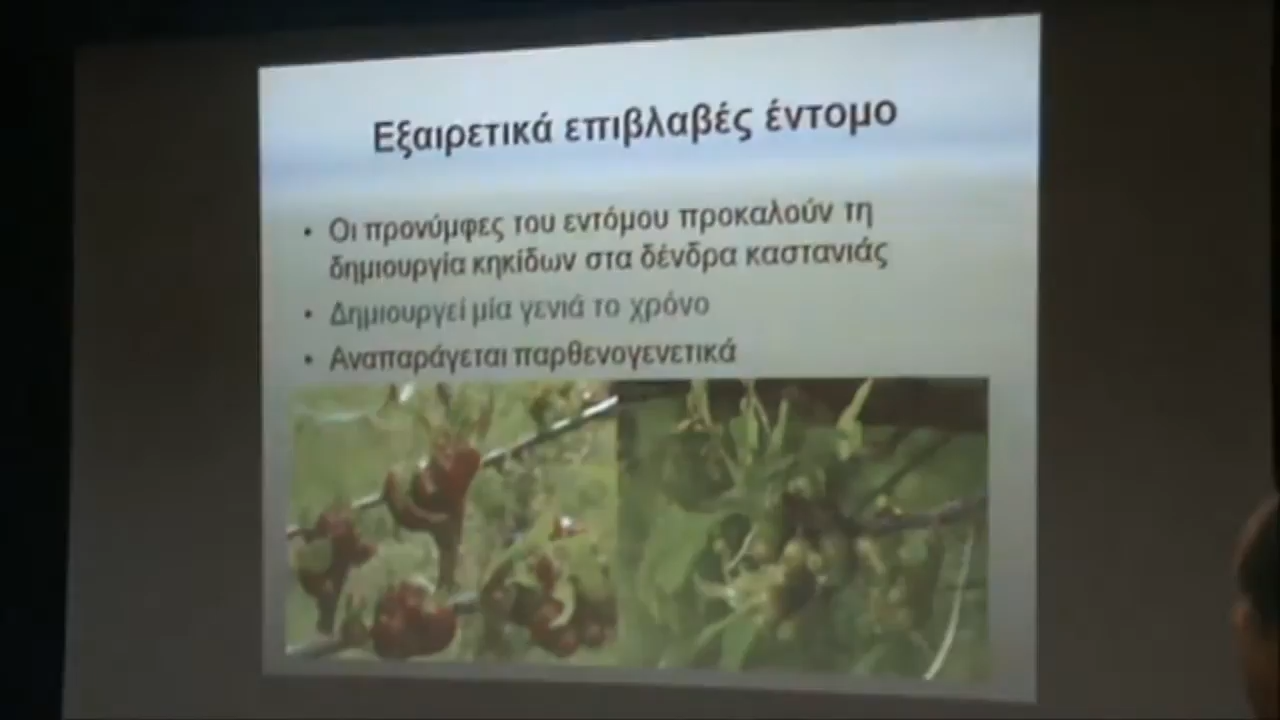 Εξαιρετικά επιβλαβές έντομο
• Οι προνύμφες του εντόμου προκαλούν τη
δημιουργία κηκίδων στα δένδρα καστανιάς
• Δημιουργεί μία γενιά το χρόνο
• Αναπαράγεται παρθενογενετικά